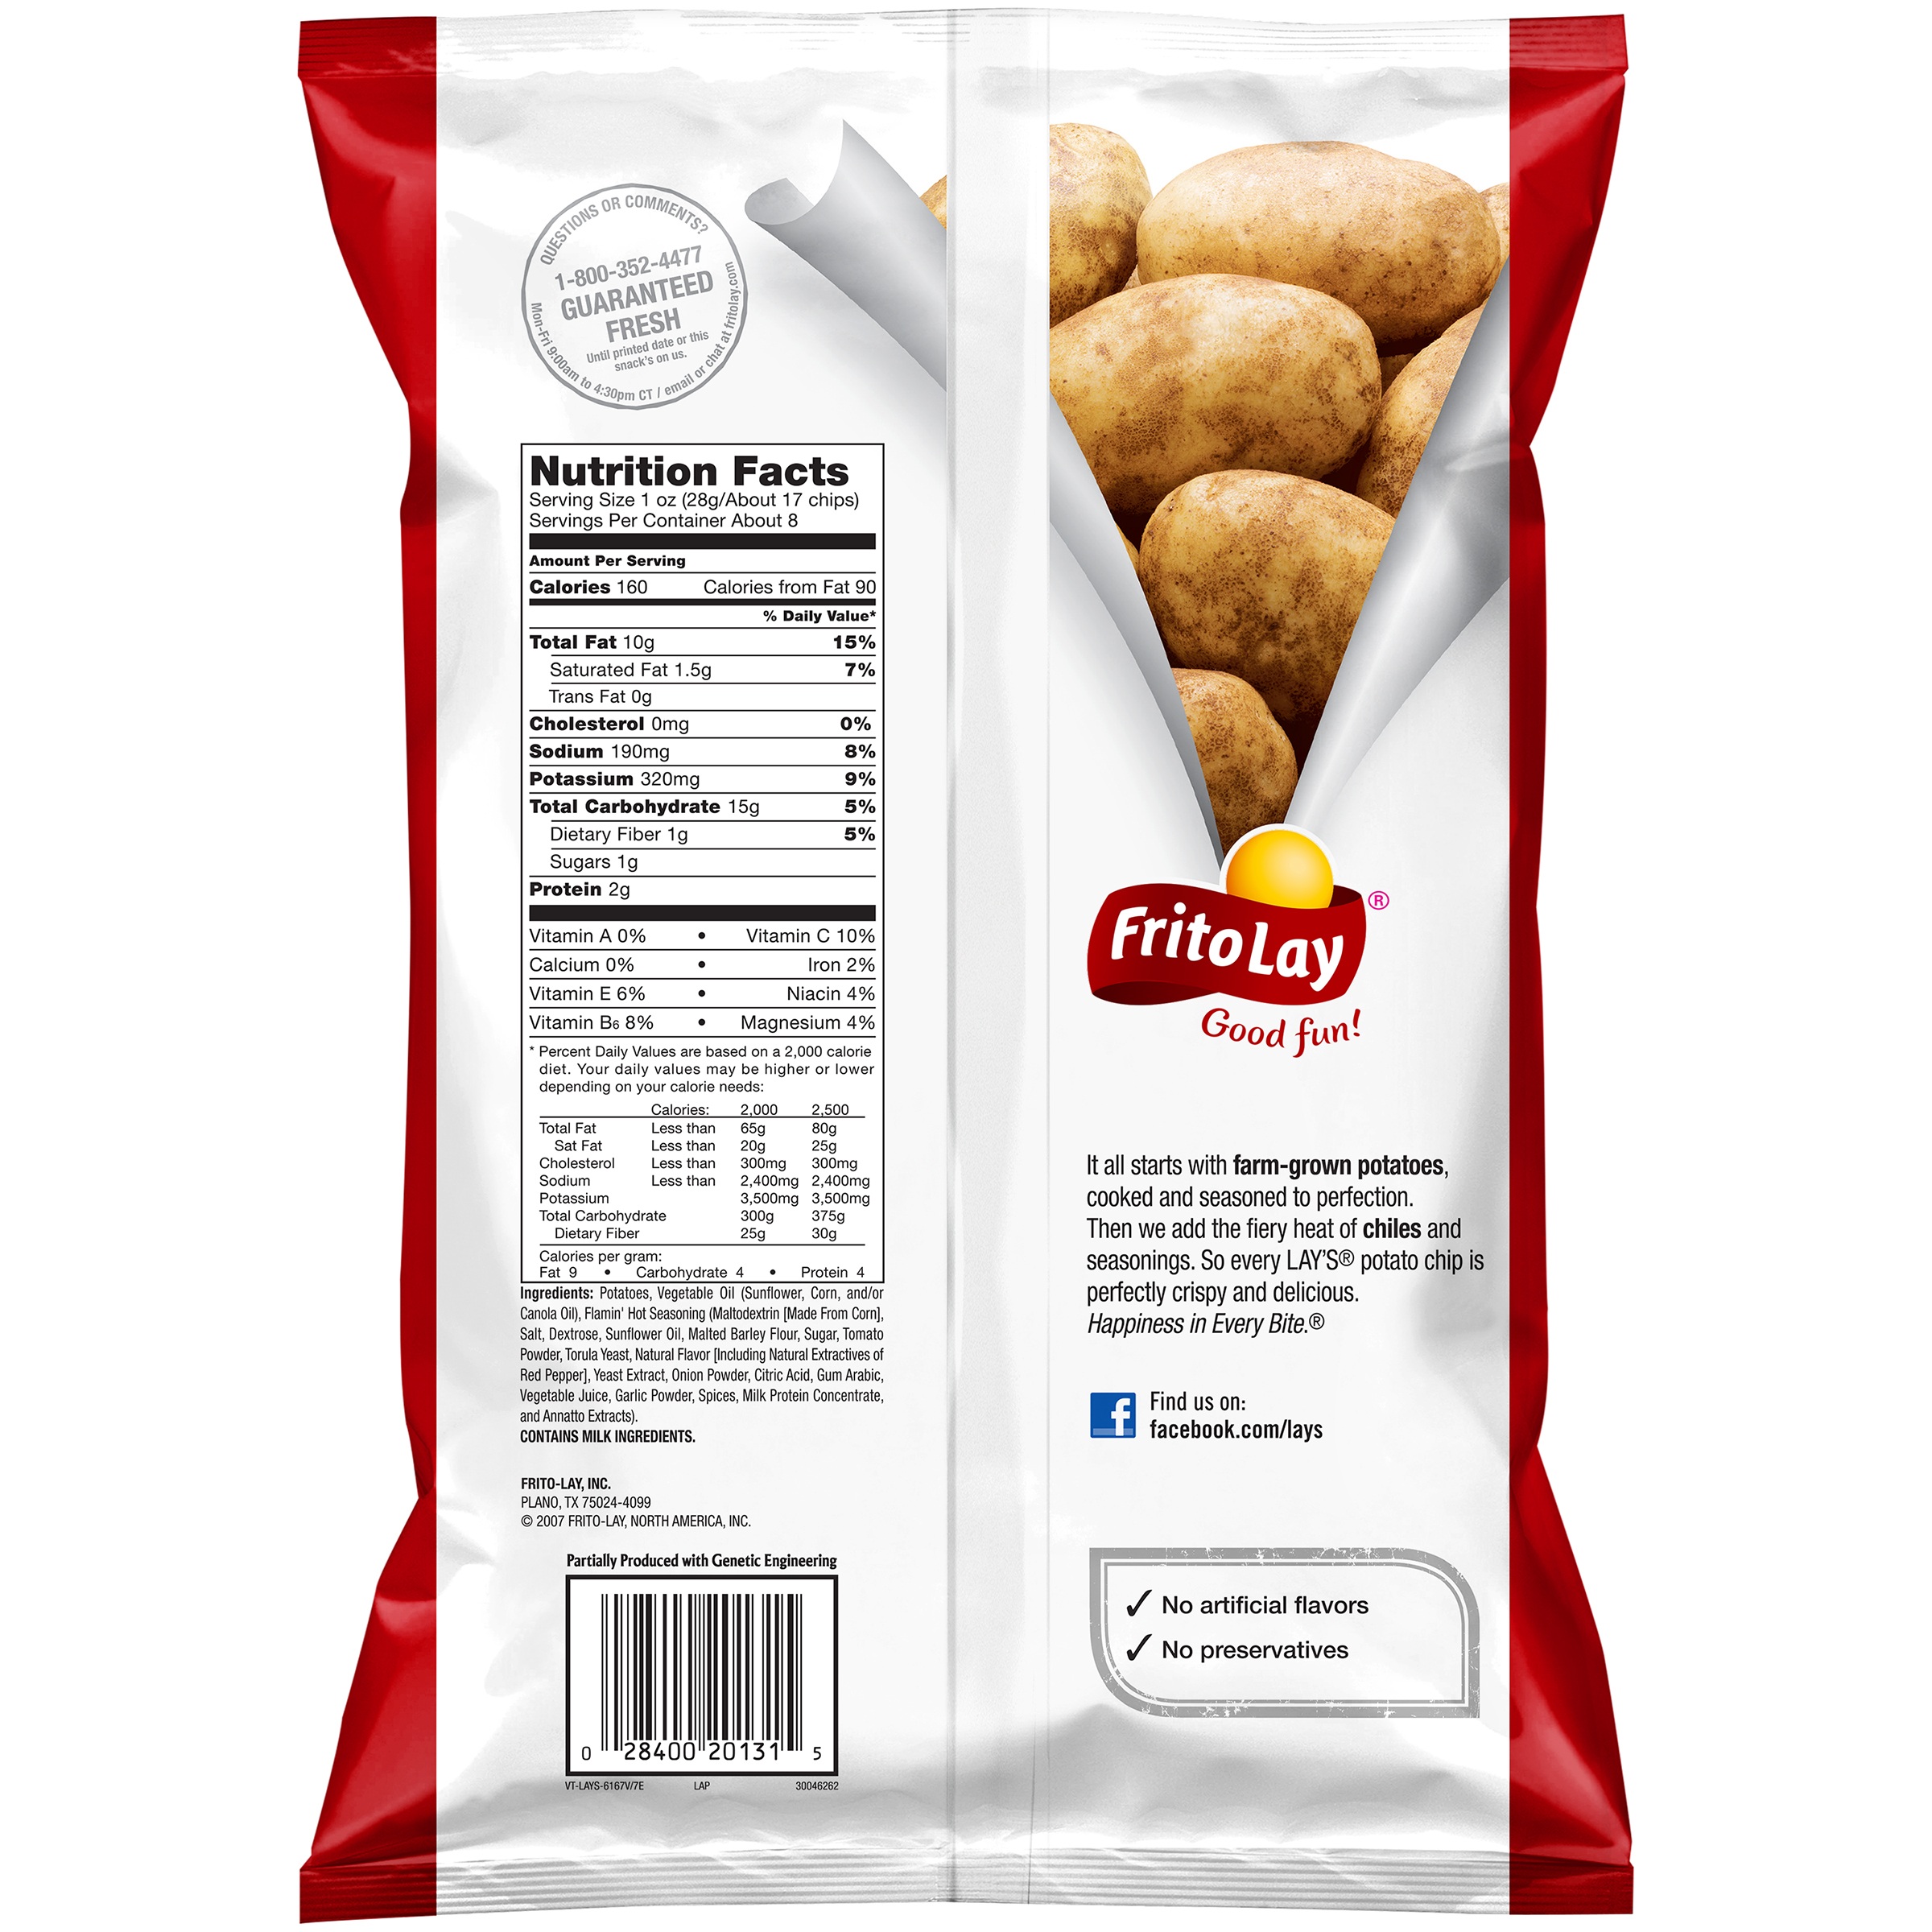 QUESTIONS OR COMMENTS?
1-800-352-4477
GUARANTEED
FRESH
Until printed date or this
snack's on us.
Mon-Fri 9:00am to 4:30pm CT / email or chat at fritolay.com
Nutrition Facts
Serving Size 1 oz (28g/About 17 chips)
Servings Per Container About 8
Amount Per Serving
Calories 160 Calories from Fat 90
% Daily Value*
Total Fat 10g 15%
Saturated Fat 1.5g 7%
Trans Fat 0g
Cholesterol 0mg 0%
Sodium 190mg 8%
Potassium 320mg 9%
Total Carbohydrate 15g 5%
Dietary Fiber 1g 5%
Sugars 1g
Protein 2g
Vitamin A 0% • Vitamin C 10%
Calcium 0% • Iron 2%
Vitamin E 6% • Niacin 4%
Vitamin B6 8% • Magnesium 4%
* Percent Daily Values are based on a 2,000 calorie
diet. Your daily values may be higher or lower
depending on your calorie needs:
Calories: 2,000 2,500
Total Fat Less than 65g 80g
Sat Fat Less than 20g 25g
Cholesterol Less than 300mg 300mg
Sodium Less than 2,400mg 2,400mg
Potassium 3,500mg 3,500mg
Total Carbohydrate 300g 375g
Dietary Fiber 25g 30g
Calories per gram:
Fat 9 • Carbohydrate 4 • Protein 4
Ingredients: Potatoes, Vegetable Oil (Sunflower, Corn, and/or
Canola Oil), Flamin' Hot Seasoning (Maltodextrin [Made From Corn],
Salt, Dextrose, Sunflower Oil, Malted Barley Flour, Sugar, Tomato
Powder, Torula Yeast, Natural Flavor [Including Natural Extractives of
Red Pepper], Yeast Extract, Onion Powder, Citric Acid, Gum Arabic,
Vegetable Juice, Garlic Powder, Spices, Milk Protein Concentrate,
and Annatto Extracts).
CONTAINS MILK INGREDIENTS.
FRITO-LAY, INC.
PLANO, TX 75024-4099
© 2007 FRITO-LAY, NORTH AMERICA, INC.
Partially Produced with Genetic Engineering
0 28400 20131 5
VT-LAYS-6167V/7E LAP 30046262
Frito Lay ®
Good fun!
It all starts with farm-grown potatoes,
cooked and seasoned to perfection.
Then we add the fiery heat of chiles and
seasonings. So every LAY'S® potato chip is
perfectly crispy and delicious.
Happiness in Every Bite.®
f
Find us on:
facebook.com/lays
✓ No artificial flavors
✓ No preservatives